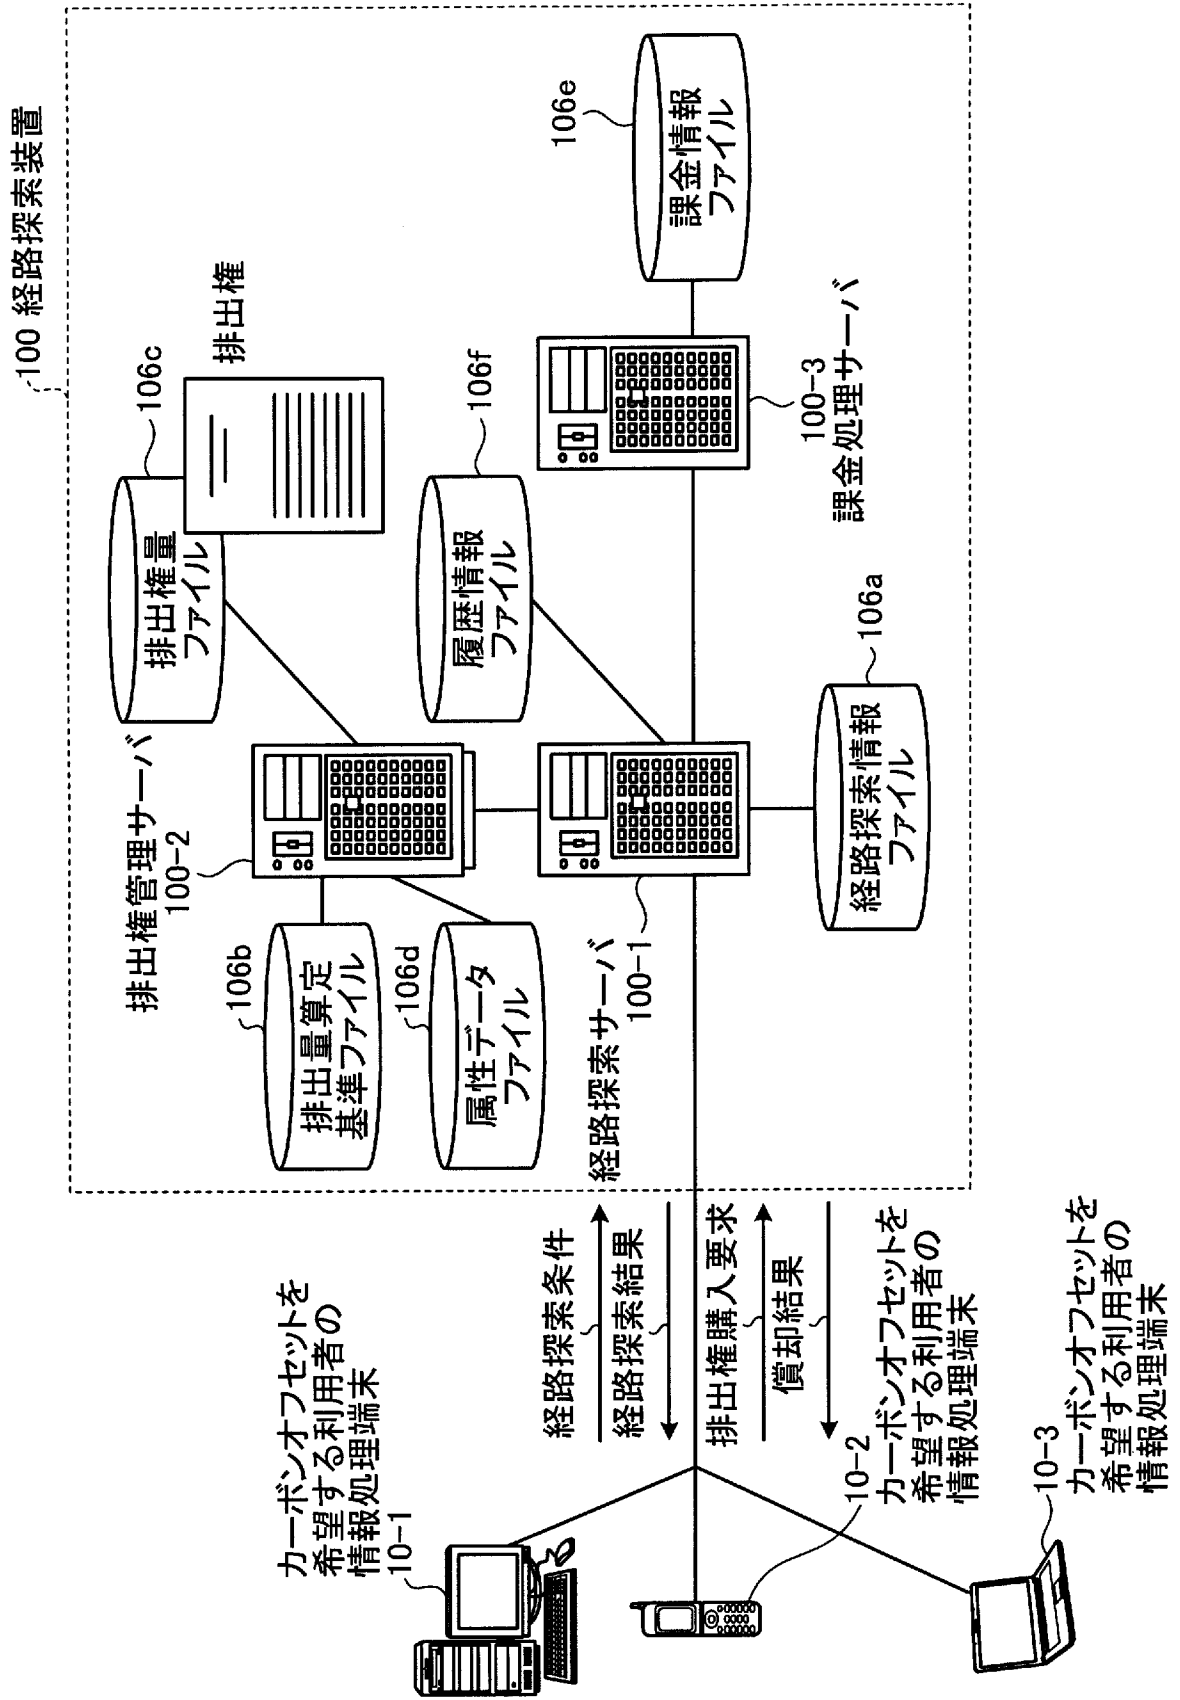 100 経路探索装置
106c
排出権量
ファイル
排出権
排出権管理サーバ
100-2
106b
排出量算定
基準ファイル
106d
属性データ
ファイル
106f
履歴情報
ファイル
106e
課金情報
ファイル
100-3
課金処理サーバ
経路探索サーバ
100-1
106a
経路探索情報
ファイル
経路探索条件
経路探索結果
排出権購入要求
償却結果
カーボンオフセットを
希望する利用者の
情報処理端末
10-1
10-2
カーボンオフセットを
希望する利用者の
情報処理端末
10-3
カーボンオフセットを
希望する利用者の
情報処理端末